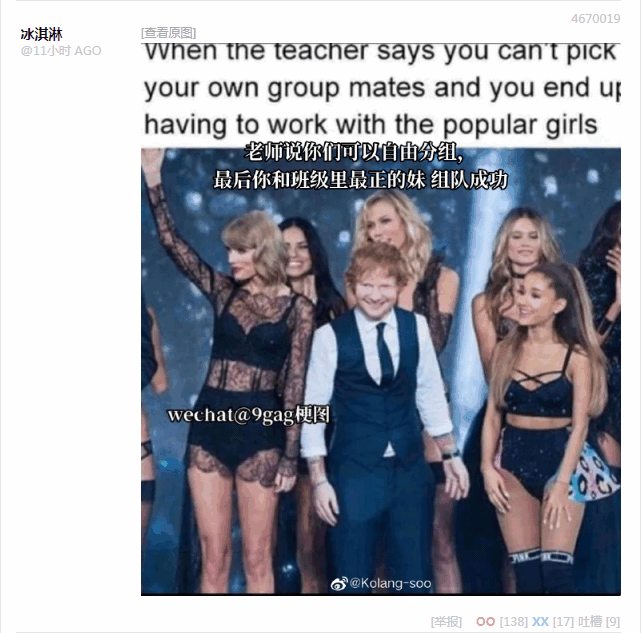 4670019
冰淇淋
[查看原图]
@11小时 AGO
When the teacher says you can't pick
your own group mates and you end up
having to work with the popular girls
老师说你们可以自由分组,
最后你和班级里最正的妹 组队成功
wechat@9gag梗图
@Kolang-soo
[举报] OO [138] XX [17] 吐槽 [9]